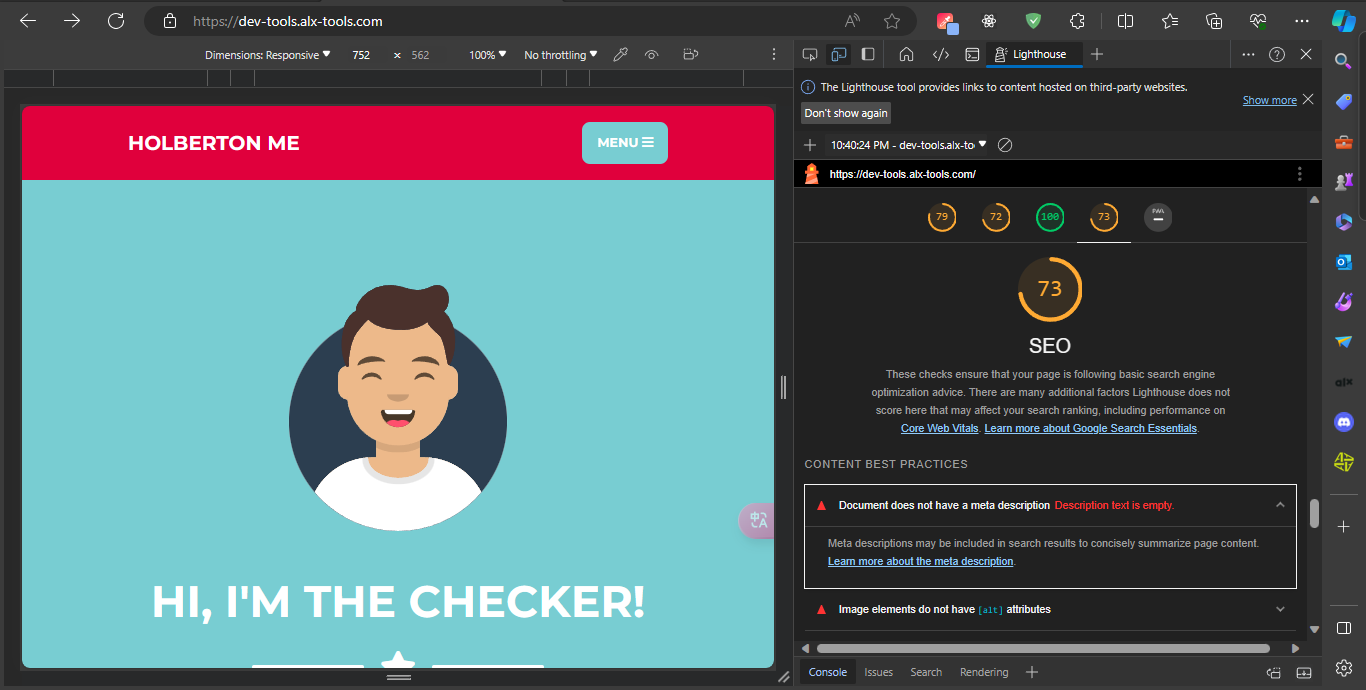 https://dev-tools.alx-tools.com
Dimensions: Responsive 752 × 562 100% No throttling
Lighthouse
The Lighthouse tool provides links to content hosted on third-party websites.
Show more
Don't show again
10:40:24 PM - dev-tools.alx-to
https://dev-tools.alx-tools.com/
79 72 100 73 PWA
73
SEO
These checks ensure that your page is following basic search engine
optimization advice. There are many additional factors Lighthouse does not
score here that may affect your search ranking, including performance on
Core Web Vitals. Learn more about Google Search Essentials.
CONTENT BEST PRACTICES
Document does not have a meta description Description text is empty.
Meta descriptions may be included in search results to concisely summarize page content.
Learn more about the meta description.
Image elements do not have [alt] attributes
Console Issues Search Rendering
HOLBERTON ME
MENU
HI, I'M THE CHECKER!
中
A
alx